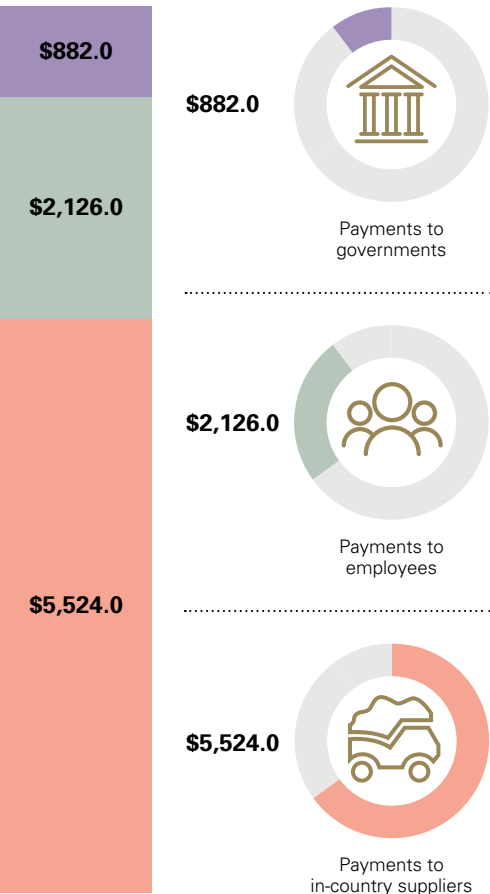 $882.0
$2,126.0
$5,524.0
$882.0
Payments to
governments
$2,126.0
Payments to
employees
$5,524.0
Payments to
in-country suppliers